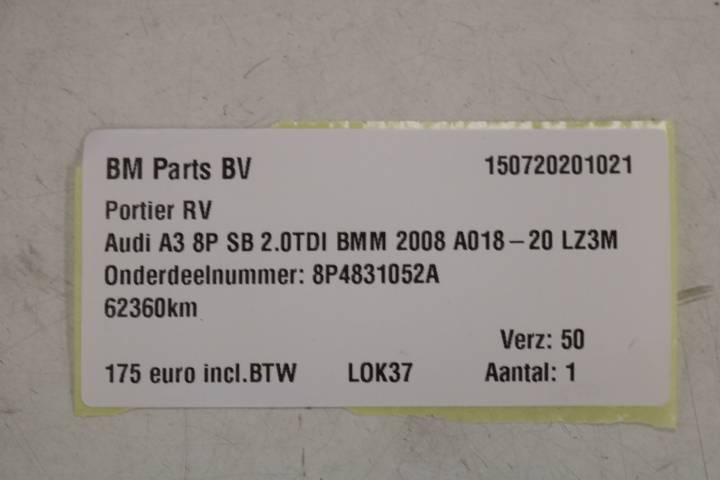 BM Parts BV 150720201021
Portier RV
Audi A3 8P SB 2.0TDI BMM 2008 A018-20 LZ3M
Onderdeelnummer: 8P4831052A
62360km
Verz: 50
175 euro incl.BTW LOK37 Aantal: 1